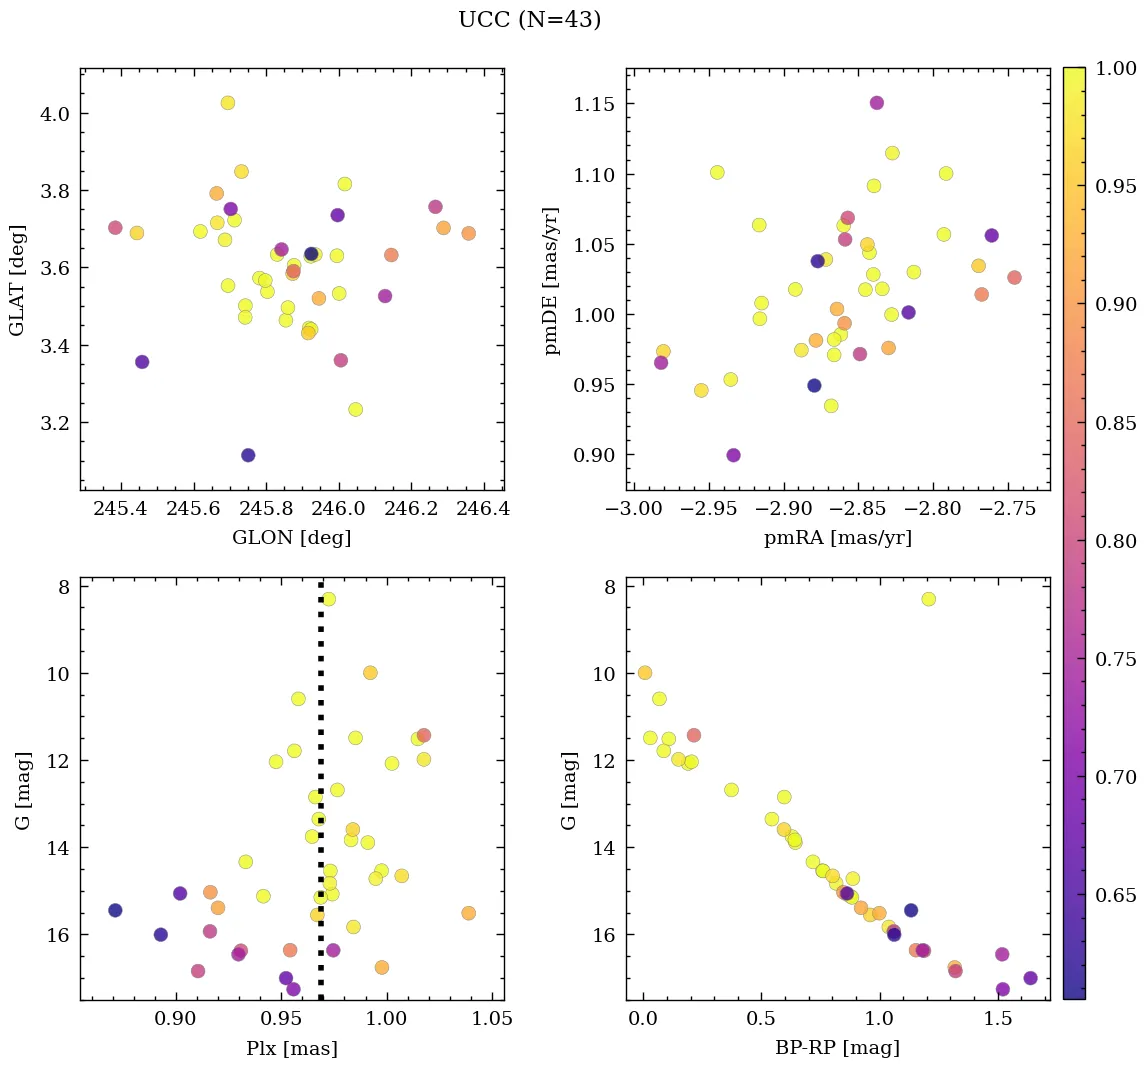 UCC (N=43)
4.0
3.8
3.6
3.4
3.2
GLAT [deg]
245.4 245.6 245.8 246.0 246.2 246.4
GLON [deg]
1.15
1.10
1.05
1.00
0.95
0.90
pmDE [mas/yr]
−3.00 −2.95 −2.90 −2.85 −2.80 −2.75
pmRA [mas/yr]
8
10
12
14
16
G [mag]
0.90 0.95 1.00 1.05
Plx [mas]
8
10
12
14
16
G [mag]
0.0 0.5 1.0 1.5
BP-RP [mag]
1.00
0.95
0.90
0.85
0.80
0.75
0.70
0.65